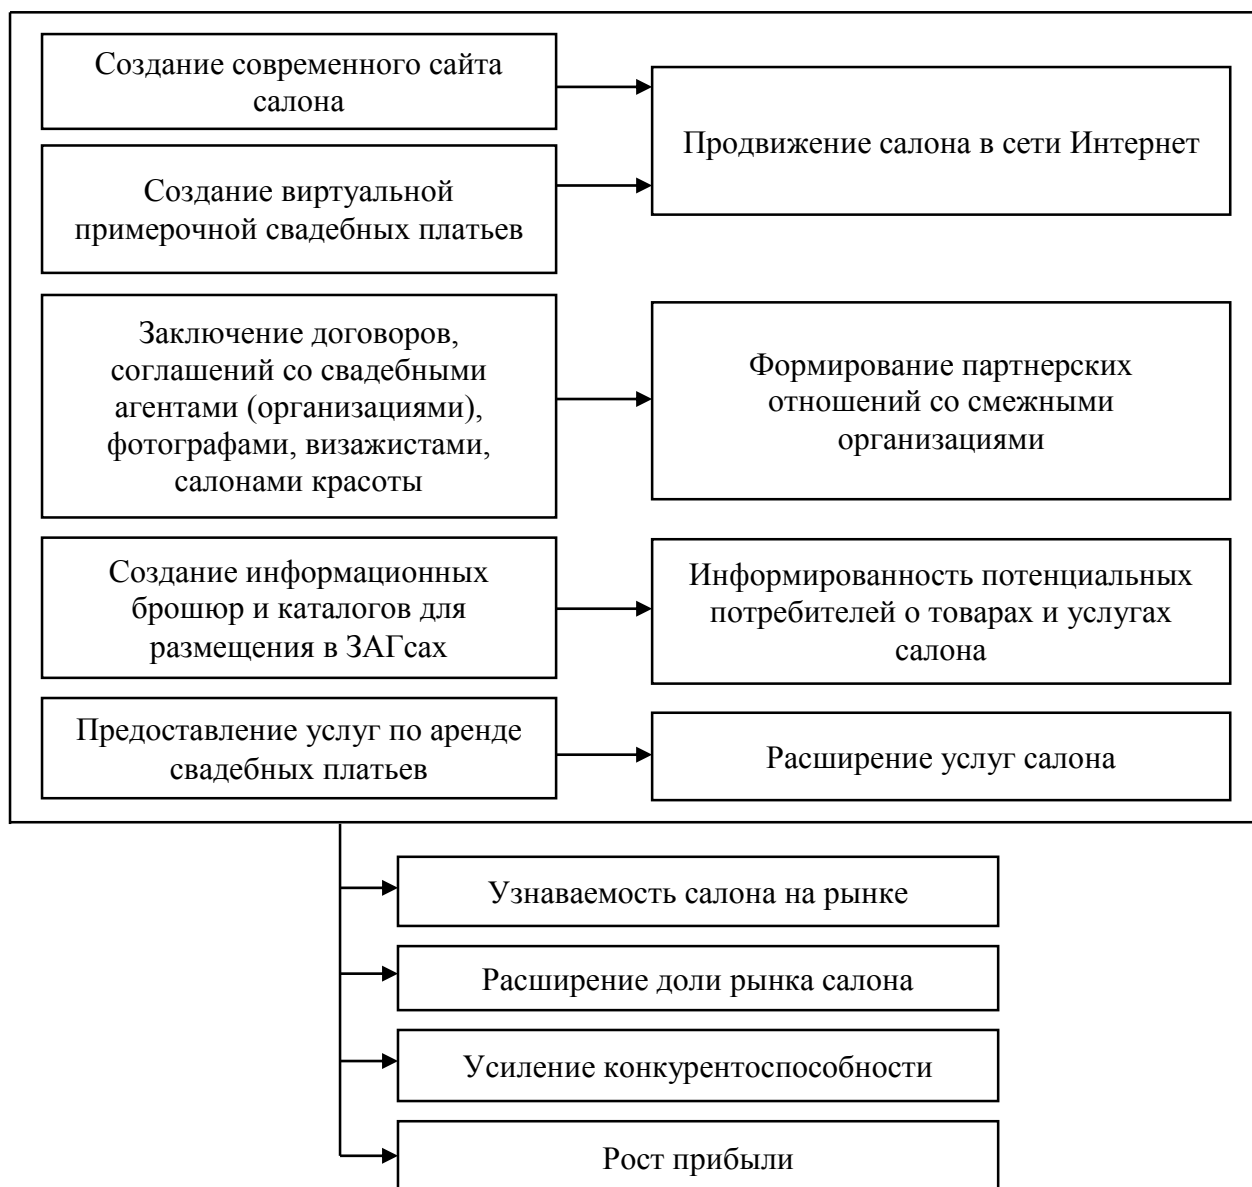 Создание современного сайта
салона
Продвижение салона в сети Интернет
Создание виртуальной
примерочной свадебных платьев
Заключение договоров,
соглашений со свадебными
агентами (организациями),
фотографами, визажистами,
салонами красоты
Формирование партнерских
отношений со смежными
организациями
Создание информационных
брошюр и каталогов для
размещения в ЗАГсах
Информированность потенциальных
потребителей о товарах и услугах
салона
Предоставление услуг по аренде
свадебных платьев
Расширение услуг салона
Узнаваемость салона на рынке
Расширение доли рынка салона
Усиление конкурентоспособности
Рост прибыли